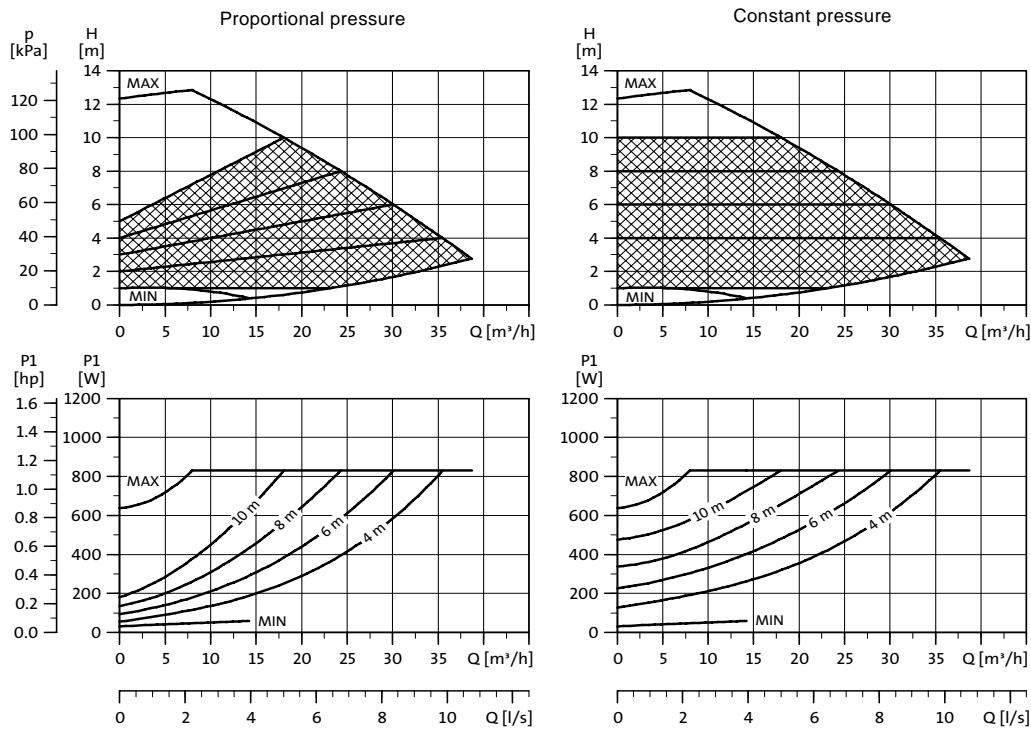 Proportional pressure
Constant pressure
p
[kPa]
H
[m]
H
[m]
14
12
10
8
6
4
2
0
120
100
80
60
40
20
0
MAX
MIN
0 5 10 15 20 25 30 35 Q [m³/h]
14
12
10
8
6
4
2
0
MAX
MIN
0 5 10 15 20 25 30 35 Q [m³/h]
P1
[hp]
P1
[W]
P1
[W]
1.6
1.4
1.2
1.0
0.8
0.6
0.4
0.2
0.0
1200
1000
800
600
400
200
0
MAX
10 m
8 m
6 m
4 m
MIN
0 5 10 15 20 25 30 35 Q [m³/h]
1200
1000
800
600
400
200
0
MAX
10 m
8 m
6 m
4 m
MIN
0 5 10 15 20 25 30 35 Q [m³/h]
0 2 4 6 8 10 Q [l/s]
0 2 4 6 8 10 Q [l/s]